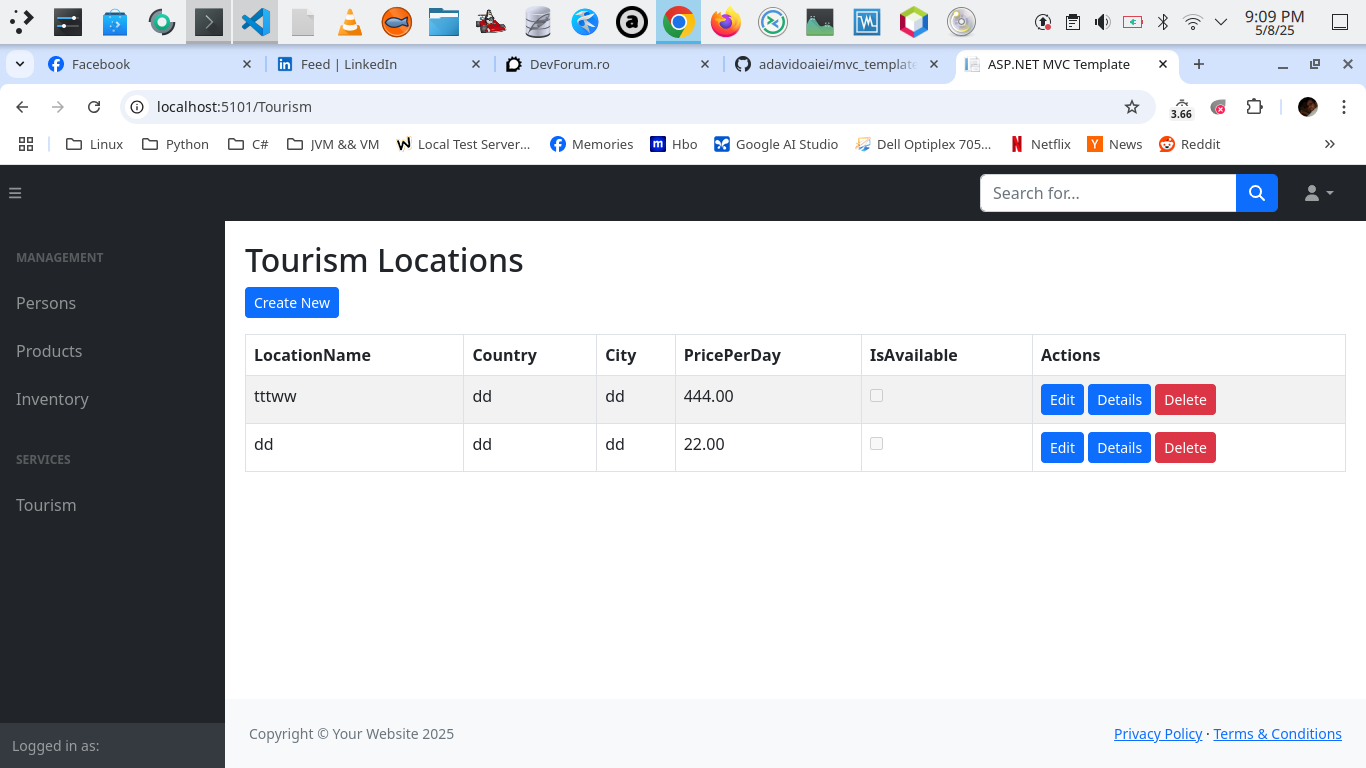 9:09 PM
5/8/25
Facebook
Feed | LinkedIn
DevForum.ro
adavidoaiei/mvc_template
ASP.NET MVC Template
localhost:5101/Tourism
3.66
Linux
Python
C#
JVM && VM
Local Test Server...
Memories
Hbo
Google AI Studio
Dell Optiplex 705...
Netflix
News
Reddit
Search for...
MANAGEMENT
Persons
Products
Inventory
SERVICES
Tourism
Logged in as:
Tourism Locations
Create New
LocationName Country City PricePerDay IsAvailable Actions
tttww dd dd 444.00 Edit Details Delete
dd dd dd 22.00 Edit Details Delete
Copyright © Your Website 2025
Privacy Policy · Terms & Conditions